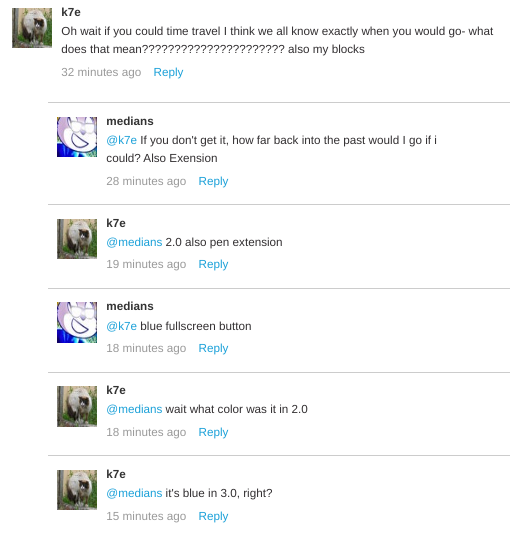 k7e
Oh wait if you could time travel I think we all know exactly when you would go- what
does that mean?????????????????????? also my blocks
32 minutes ago Reply
medians
@k7e If you don't get it, how far back into the past would I go if i
could? Also Exension
28 minutes ago Reply
k7e
@medians 2.0 also pen extension
19 minutes ago Reply
medians
@k7e blue fullscreen button
18 minutes ago Reply
k7e
@medians wait what color was it in 2.0
18 minutes ago Reply
k7e
@medians it's blue in 3.0, right?
15 minutes ago Reply